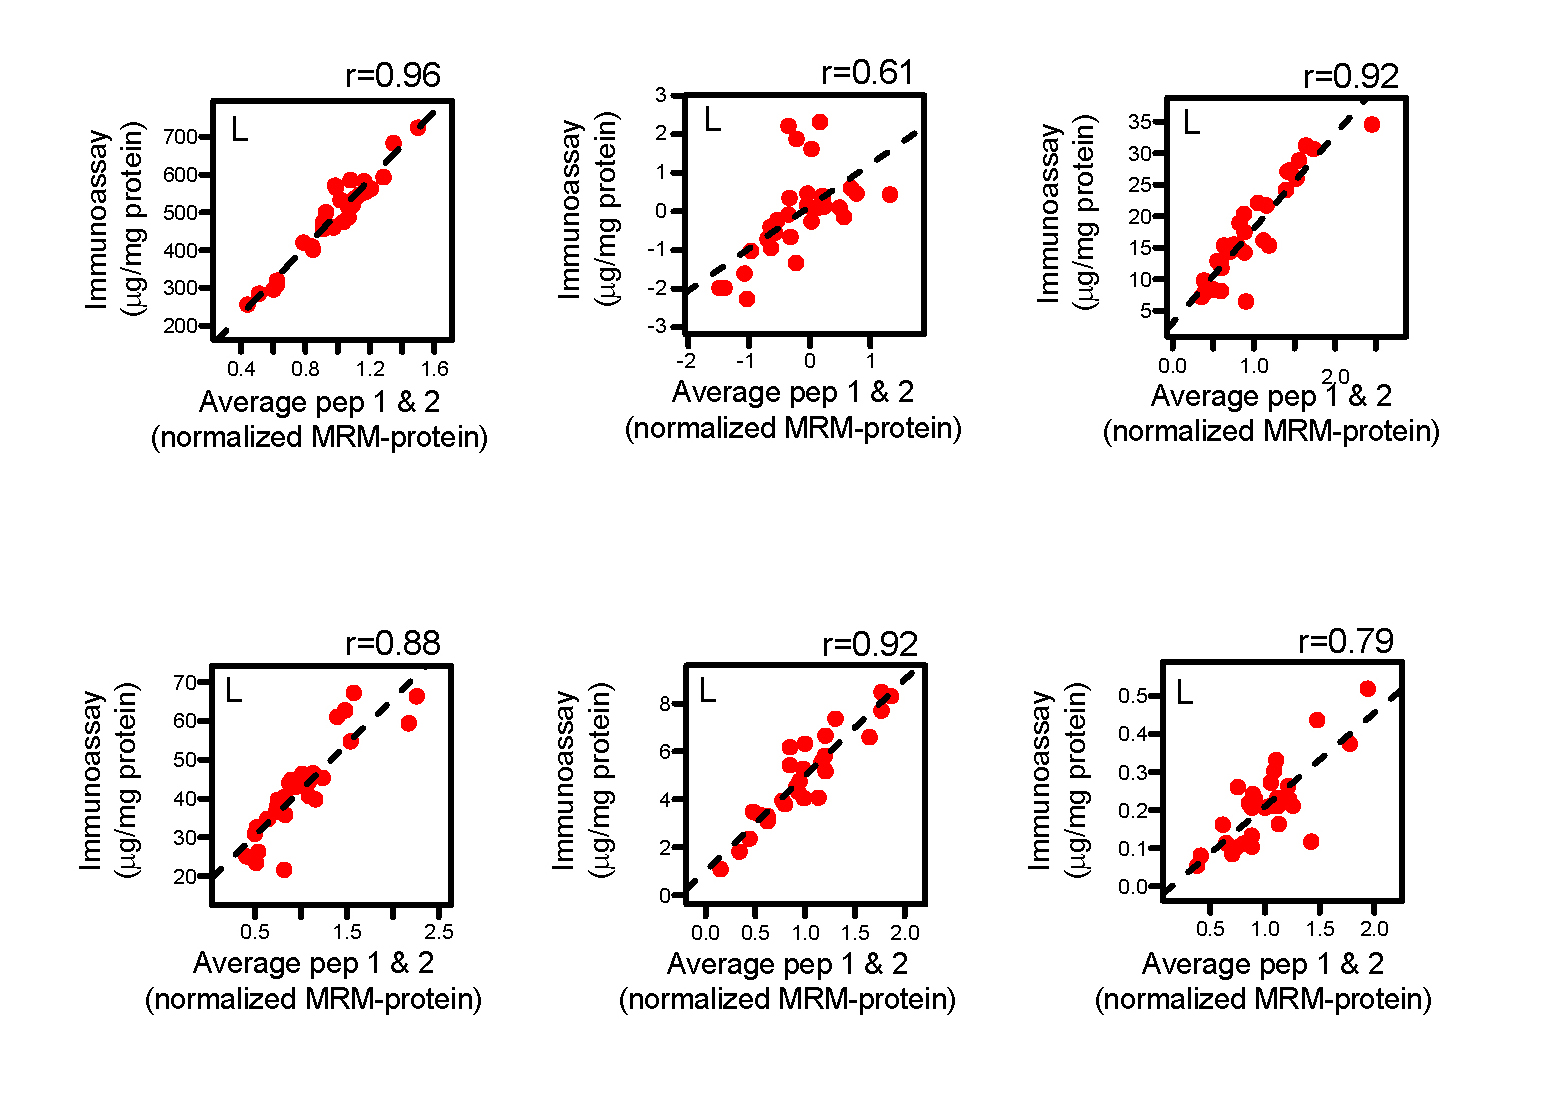 r=0.96
L
Immunoassay
(μg/mg protein)
700
600
500
400
300
200
0.4 0.8 1.2 1.6
Average pep 1 & 2
(normalized MRM-protein)
r=0.61
L
Immunoassay
(μg/mg protein)
3
2
1
0
-1
-2
-3
-2 -1 0 1
Average pep 1 & 2
(normalized MRM-protein)
r=0.92
L
Immunoassay
(μg/mg protein)
35
30
25
20
15
10
5
0.0 1.0 2.0
Average pep 1 & 2
(normalized MRM-protein)
r=0.88
L
Immunoassay
(μg/mg protein)
70
60
50
40
30
20
0.5 1.5 2.5
Average pep 1 & 2
(normalized MRM-protein)
r=0.92
L
Immunoassay
(μg/mg protein)
8
6
4
2
0
0.0 0.5 1.0 1.5 2.0
Average pep 1 & 2
(normalized MRM-protein)
r=0.79
L
Immunoassay
(μg/mg protein)
0.5
0.4
0.3
0.2
0.1
0.0
0.5 1.0 1.5 2.0
Average pep 1 & 2
(normalized MRM-protein)